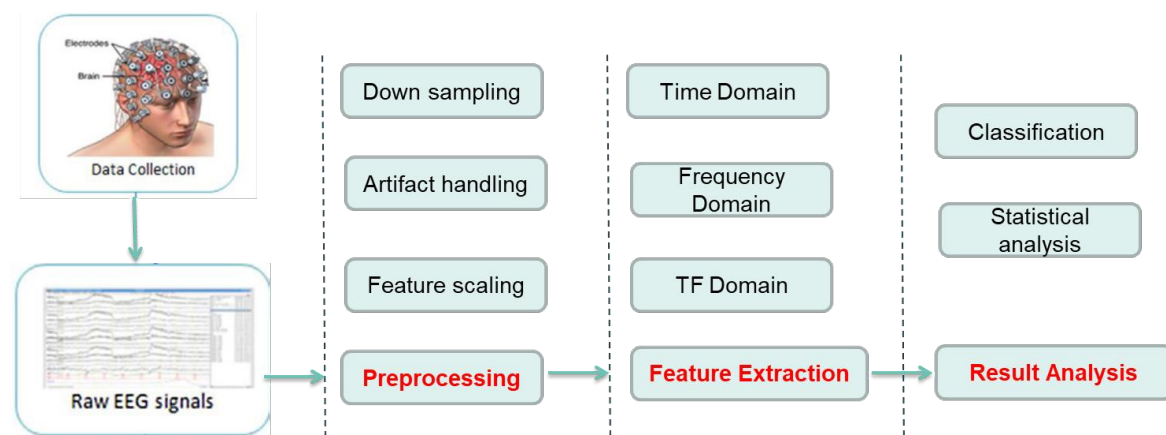 Electrodes
Brain
Data Collection
Raw EEG signals
Down sampling
Artifact handling
Feature scaling
Preprocessing
Time Domain
Frequency
Domain
TF Domain
Feature Extraction
Classification
Statistical
analysis
Result Analysis